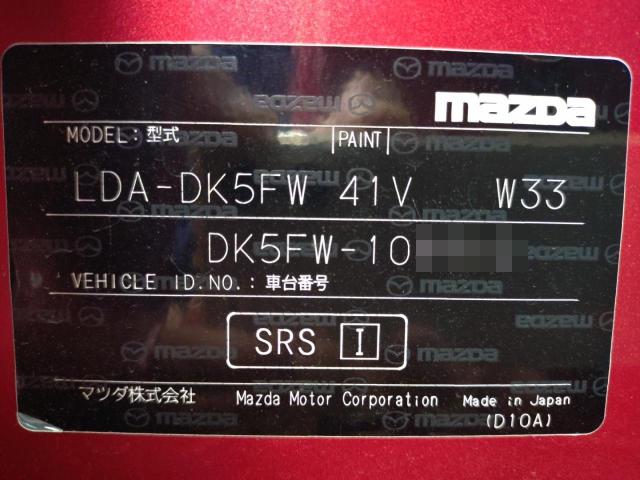 mazda
MODEL: 型式 PAINT
LDA-DK5FW 41V W33
DK5FW-10
VEHICLE ID.NO.: 車台番号
SRS I
マツダ株式会社 Mazda Motor Corporation Made in Japan
(D10A)